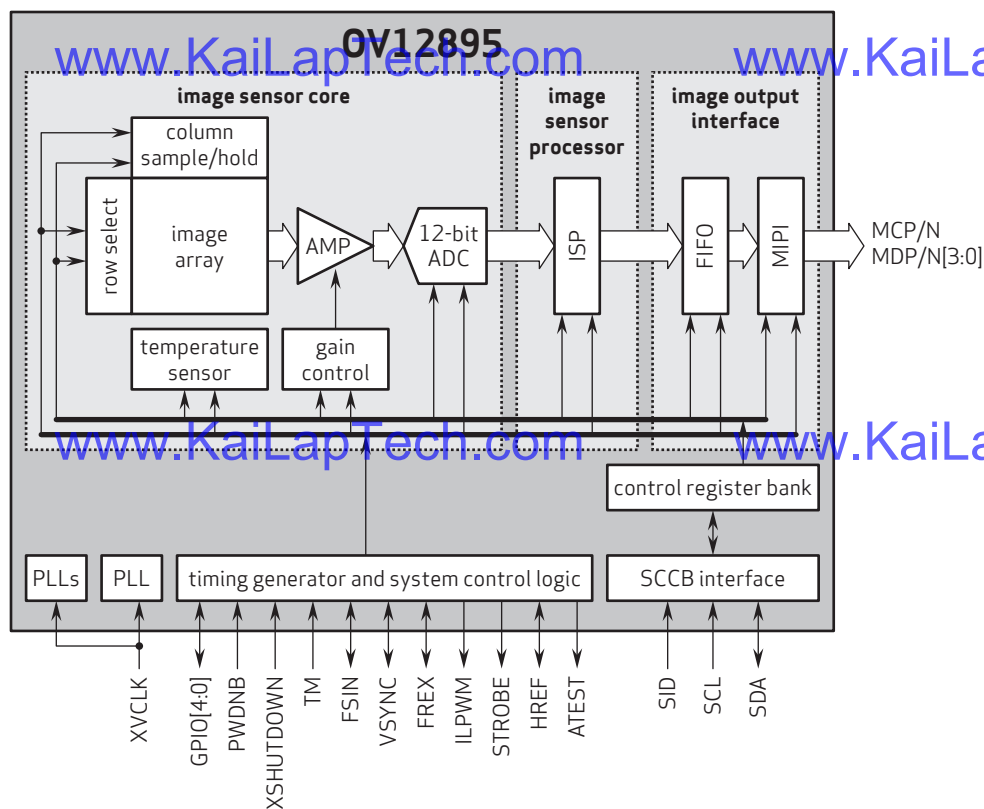 OV12895
www.KaiLapTech.com
www.KaiLa
image sensor core
image
sensor
processor
image output
interface
column
sample/hold
row select
image
array
AMP
12-bit
ADC
ISP
FIFO
MIPI
MCP/N
MDP/N[3:0]
temperature
sensor
gain
control
www.KaiLapTech.com
www.KaiLa
control register bank
PLLs
PLL
timing generator and system control logic
SCCB interface
XVCLK
GPIO[4:0]
PWDNB
XSHUTDOWN
TM
FSIN
VSYNC
FREX
ILPWM
STROBE
HREF
ATEST
SID
SCL
SDA